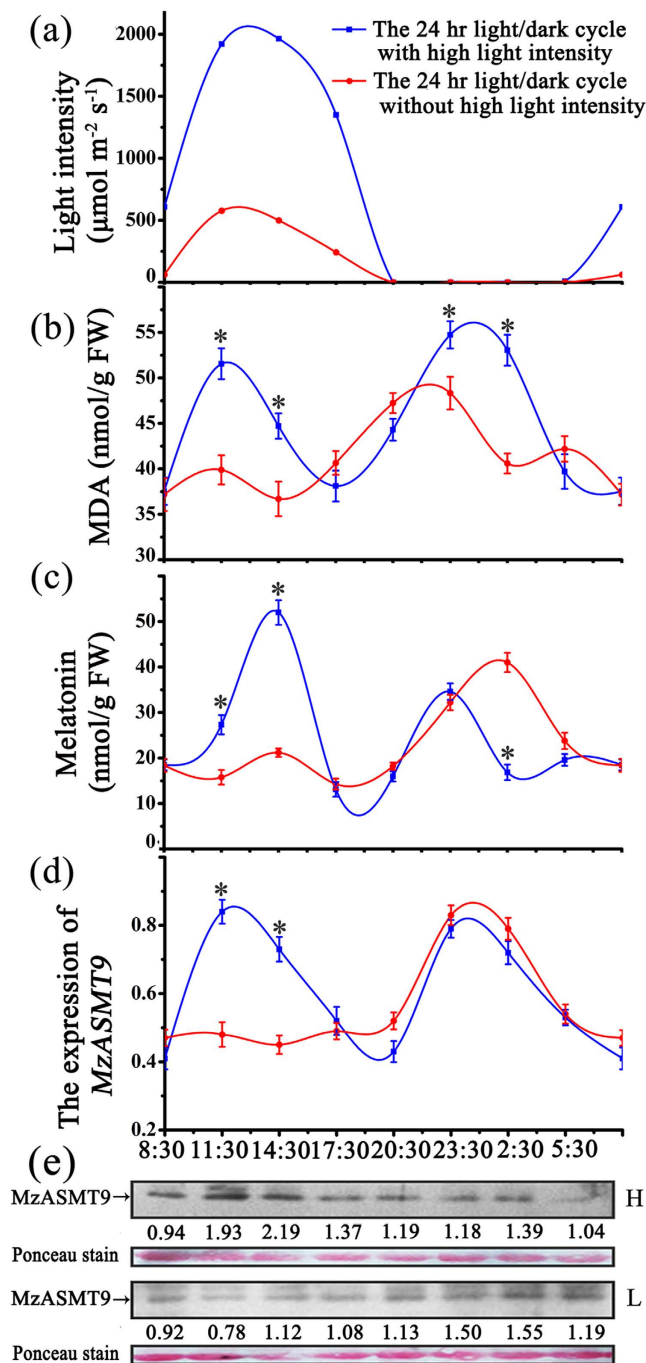 (a)
The 24 hr light/dark cycle
with high light intensity
The 24 hr light/dark cycle
without high light intensity
Light intensity
(μmol m⁻² s⁻¹)
2000
1500
1000
500
0
(b)
MDA (nmol/g FW)
55
50
45
40
35
30
* * * *
(c)
Melatonin
(nmol/g FW)
50
40
30
20
10
0
* * *
(d)
The expression of
MzASMT9
0.8
0.6
0.4
0.2
* *
8:30 11:30 14:30 17:30 20:30 23:30 2:30 5:30
(e)
MzASMT9→ H
0.94 1.93 2.19 1.37 1.19 1.18 1.39 1.04
Ponceau stain
MzASMT9→ L
0.92 0.78 1.12 1.08 1.13 1.50 1.55 1.19
Ponceau stain